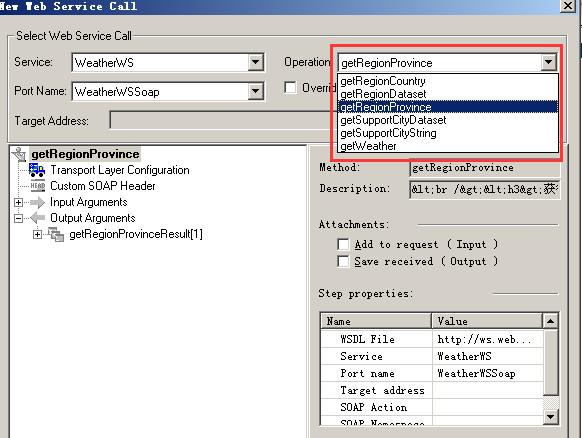 New Web Service Call
Select Web Service Call
Service: WeatherWS Operation getRegionProvince
getRegionCountry
getRegionDataset
getRegionProvince
getSupportCityDataset
getSupportCityString
getWeather
Port Name: WeatherWSSoap Overrid
Target Address:
getRegionProvince
Transport Layer Configuration
HEAD Custom SOAP Header
Input Arguments
Output Arguments
getRegionProvinceResult[1]
Method: getRegionProvince
Description: &lt;br /&gt;&lt;h3&gt;获
Attachments:
Add to request ( Input )
Save received ( Output )
Step properties:
Name Value
WSDL File http://ws.web...
Service WeatherWS
Port name WeatherWSSoap
Target address
SOAP Action
SOAP Namespace